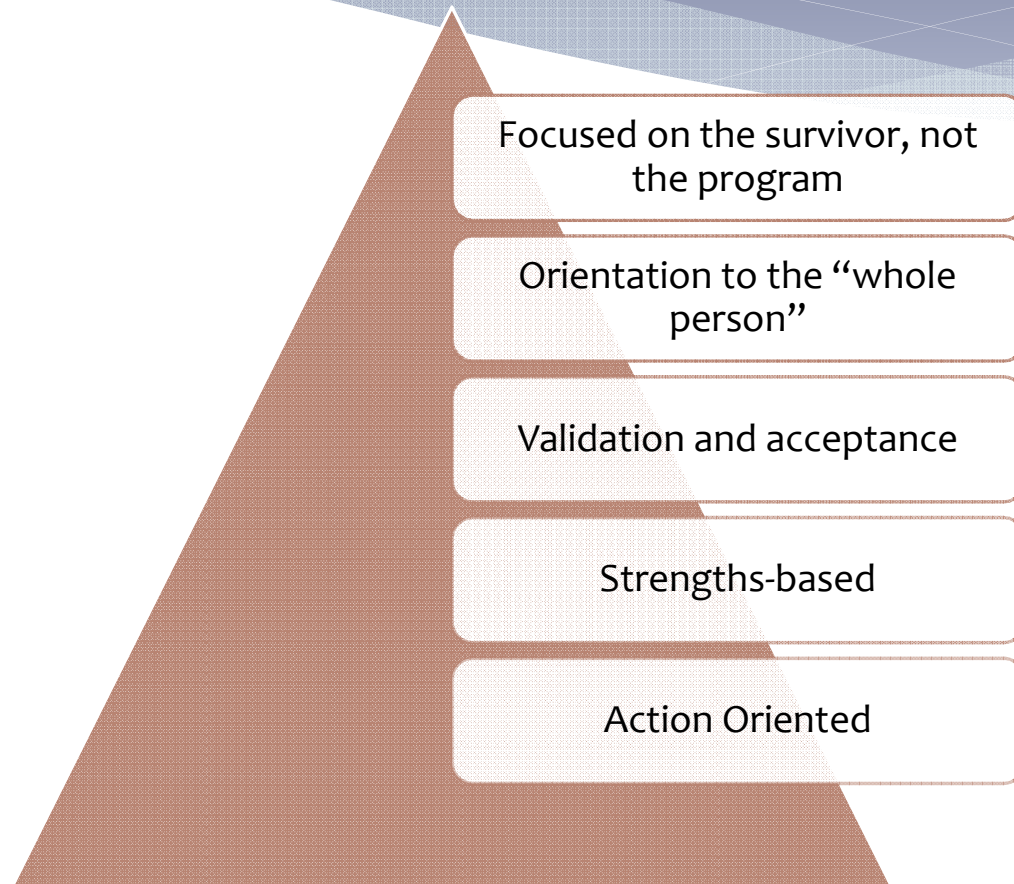 Focused on the survivor, not
the program
Orientation to the “whole
person”
Validation and acceptance
Strengths-based
Action Oriented